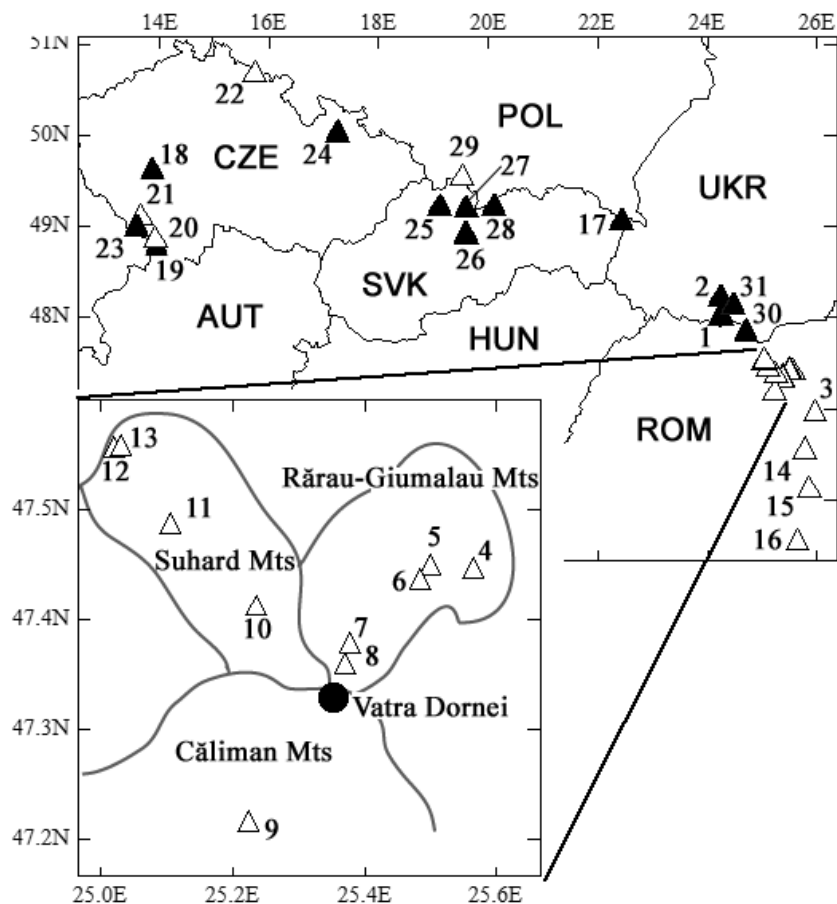 14E 16E 18E 20E 22E 24E 26E
51N
22
50N
POL
24
29
27
18
CZE
UKR
21
49N
20
23
25
28
17
26
19
SVK
2
31
48N
AUT
30
1
HUN
3
ROM
13
12
Rărau-Giumalau Mts
14
47.5N
11
15
5
4
Suhard Mts
6
16
47.4N
10
7
8
47.3N
Vatra Dornei
Căliman Mts
47.2N
9
25.0E 25.2E 25.4E 25.6E